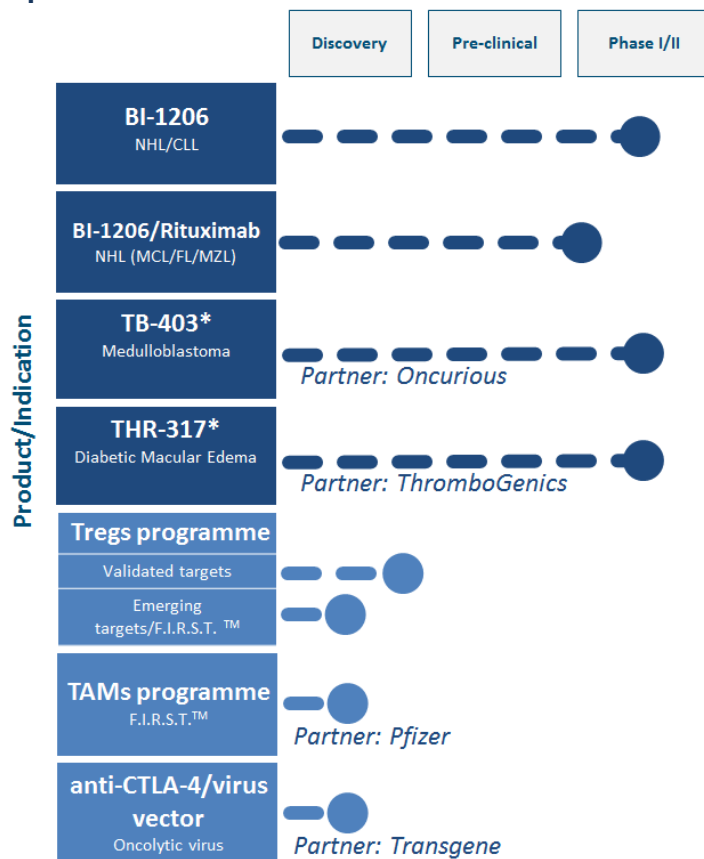 Discovery
Pre-clinical
Phase I/II
Product/Indication
BI-1206
NHL/CLL
BI-1206/Rituximab
NHL (MCL/FL/MZL)
TB-403*
Medulloblastoma
Partner: Oncurious
THR-317*
Diabetic Macular Edema
Partner: ThromboGenics
Tregs programme
Validated targets
Emerging
targets/F.I.R.S.T. ™
TAMs programme
F.I.R.S.T.™
Partner: Pfizer
anti-CTLA-4/virus
vector
Oncolytic virus
Partner: Transgene